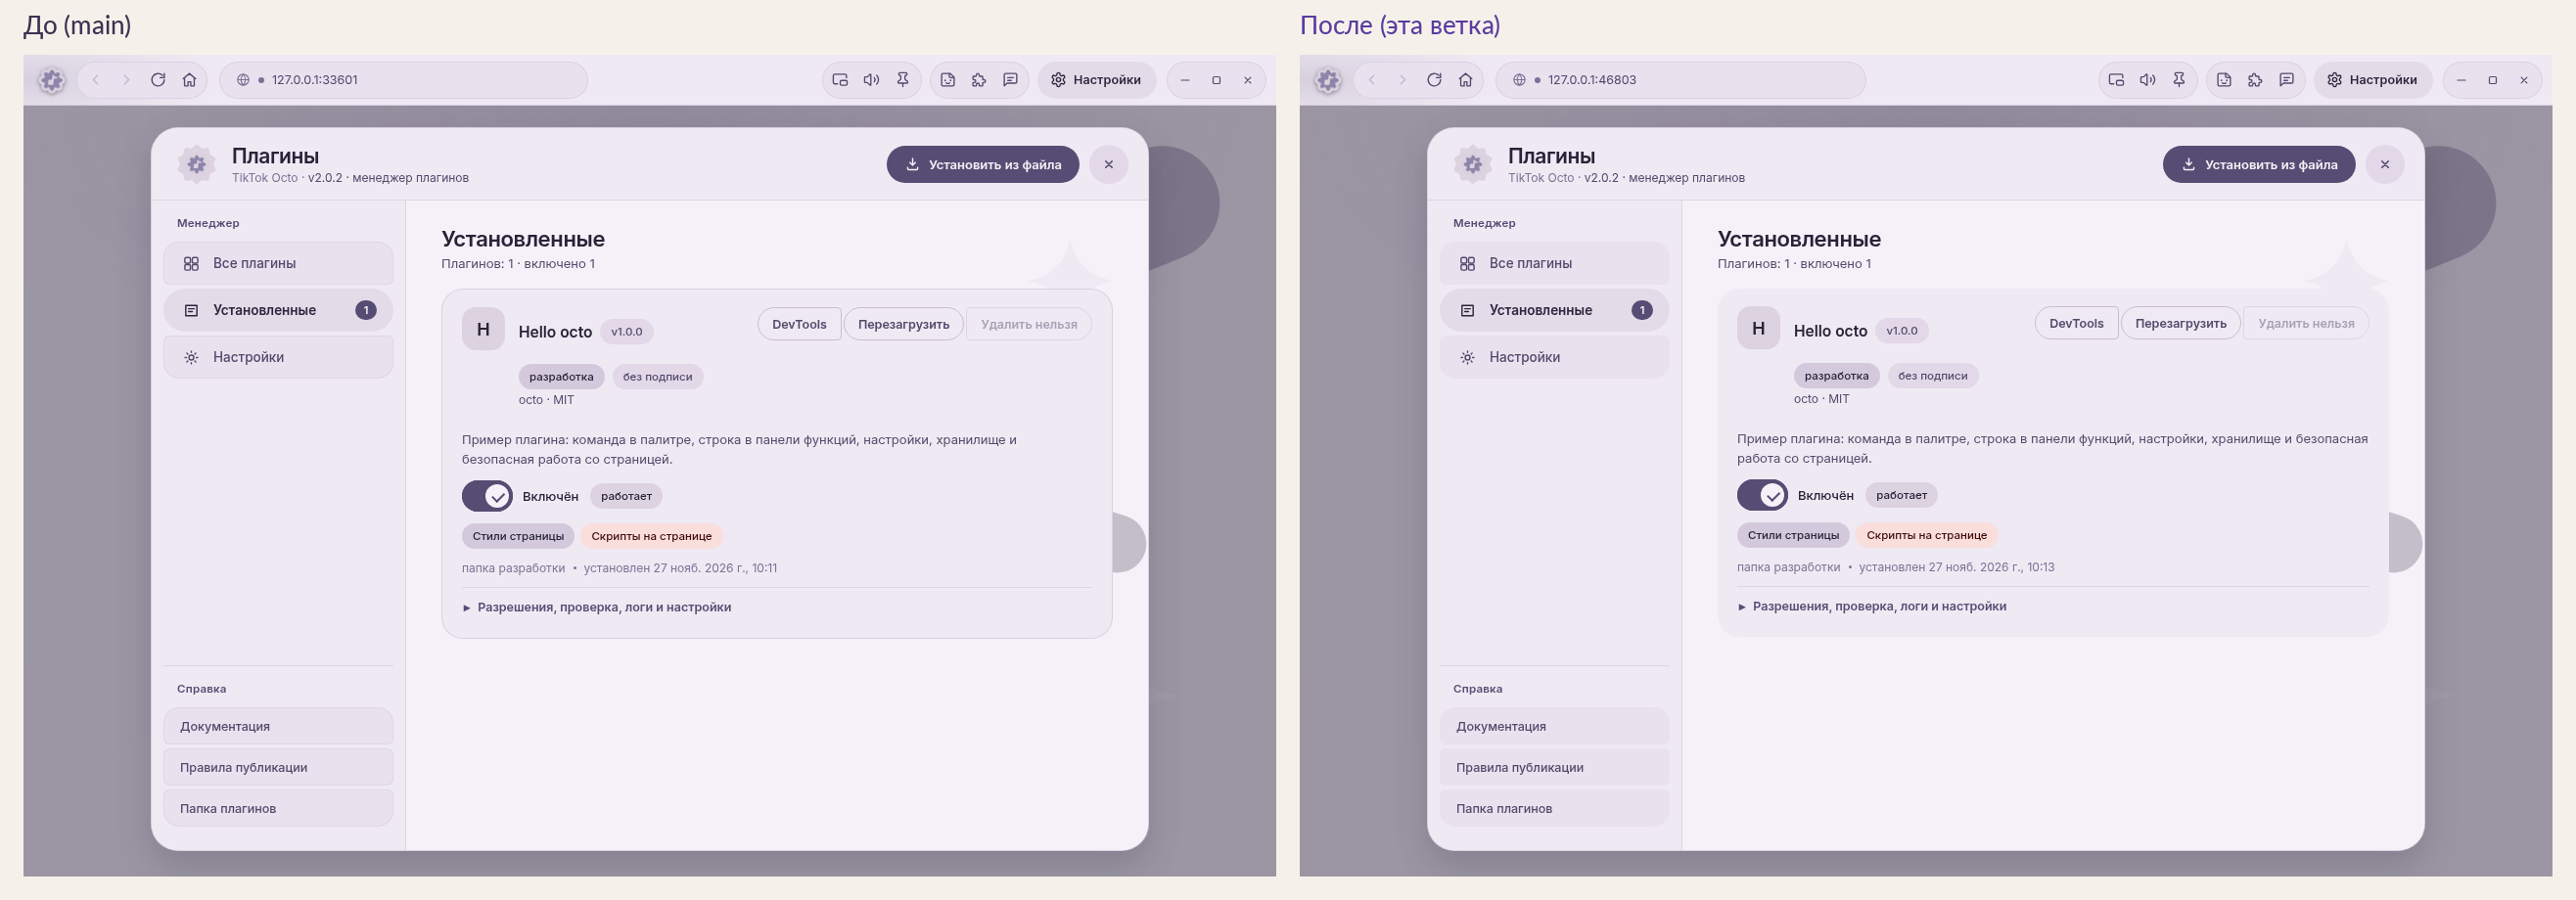 До (main)
127.0.0.1:33601
Настройки
Плагины
TikTok Octo · v2.0.2 · менеджер плагинов
Установить из файла
Менеджер
Все плагины
Установленные 1
Настройки
Справка
Документация
Правила публикации
Папка плагинов
Установленные
Плагинов: 1 · включено 1
H
Hello octo v1.0.0
DevTools Перезагрузить Удалить нельзя
разработка без подписи
octo · MIT
Пример плагина: команда в палитре, строка в панели функций, настройки, хранилище и
безопасная работа со страницей.
Включён работает
Стили страницы Скрипты на странице
папка разработки • установлен 27 нояб. 2026 г., 10:11
Разрешения, проверка, логи и настройки
После (эта ветка)
127.0.0.1:46803
Настройки
Плагины
TikTok Octo · v2.0.2 · менеджер плагинов
Установить из файла
Менеджер
Все плагины
Установленные 1
Настройки
Справка
Документация
Правила публикации
Папка плагинов
Установленные
Плагинов: 1 · включено 1
H
Hello octo v1.0.0
DevTools Перезагрузить Удалить нельзя
разработка без подписи
octo · MIT
Пример плагина: команда в палитре, строка в панели функций, настройки, хранилище и безопасная
работа со страницей.
Включён работает
Стили страницы Скрипты на странице
папка разработки • установлен 27 нояб. 2026 г., 10:13
Разрешения, проверка, логи и настройки